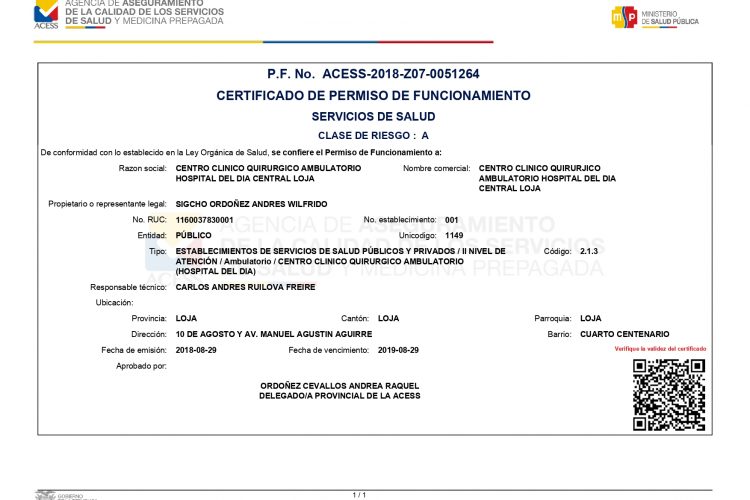 AGENCIA DE ASEGURAMIENTO
DE LA CALIDAD DE LOS SERVICIOS
DE SALUD Y MEDICINA PREPAGADA
ACESS
mp
MINISTERIO
DE SALUD PÚBLICA
P.F. No. ACESS-2018-Z07-0051264
CERTIFICADO DE PERMISO DE FUNCIONAMIENTO
SERVICIOS DE SALUD
CLASE DE RIESGO : A
De conformidad con lo establecido en la Ley Orgánica de Salud, se confiere el Permiso de Funcionamiento a:
Razon social: CENTRO CLINICO QUIRURGICO AMBULATORIO HOSPITAL DEL DIA CENTRAL LOJA
Nombre comercial: CENTRO CLINICO QUIRURJICO AMBULATORIO HOSPITAL DEL DIA CENTRAL LOJA
Propietario o representante legal: SIGCHO ORDOÑEZ ANDRES WILFRIDO
No. RUC: 1160037830001 No. establecimiento: 001
Entidad: PÚBLICO Unicodigo: 1149
Tipo: ESTABLECIMIENTOS DE SERVICIOS DE SALUD PÚBLICOS Y PRIVADOS / II NIVEL DE Código: 2.1.3
ATENCIÓN / Ambulatorio / CENTRO CLINICO QUIRURGICO AMBULATORIO
(HOSPITAL DEL DIA)
AGENCIA DE ASEGURAMIENTO
DE LA CALIDAD DE LOS SERVICIOS
DE SALUD Y MEDICINA PREPAGADA
Responsable técnico: CARLOS ANDRES RUILOVA FREIRE
Ubicación:
Provincia: LOJA Cantón: LOJA Parroquia: LOJA
Dirección: 10 DE AGOSTO Y AV. MANUEL AGUSTIN AGUIRRE Barrio: CUARTO CENTENARIO
Fecha de emisión: 2018-08-29 Fecha de vencimiento: 2019-08-29 Verifique la validez del certificado
Aprobado por:
ORDOÑEZ CEVALLOS ANDREA RAQUEL
DELEGADO/A PROVINCIAL DE LA ACESS
GOBIERNO
1 / 1